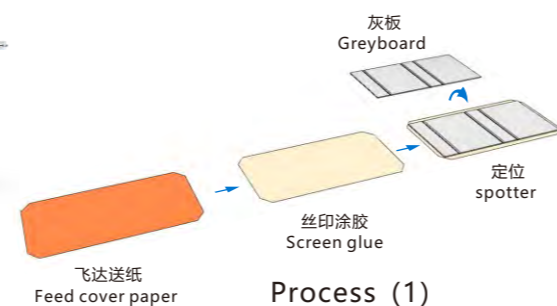 灰板
Greyboard
定位
spotter
丝印涂胶
Screen glue
飞达送纸
Feed cover paper
Process (1)